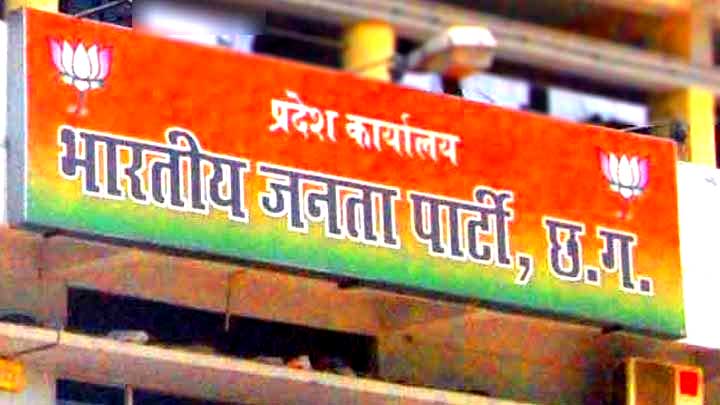 प्रदेश कार्यालय
भारतीय जनता पार्टी, छ.ग.